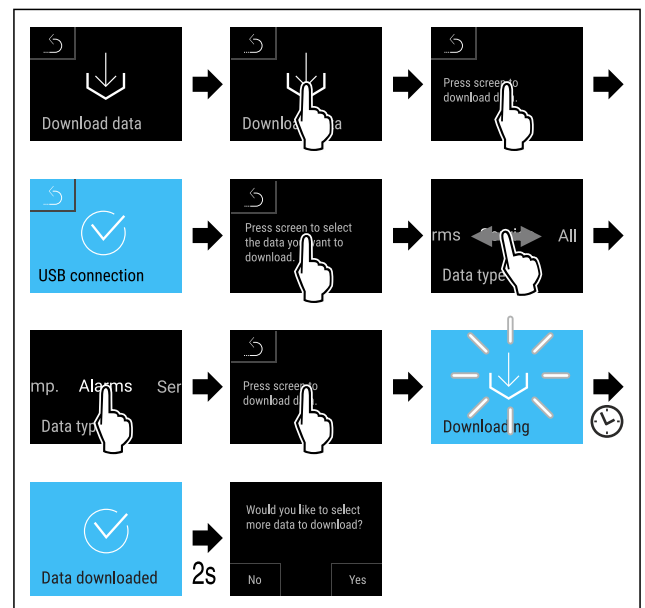 Download data
Downlo a
Press screen to
download d .
USB connection
Press screen to select
the data you want to
download.
rms All
Data type
mp. Alarms Ser
Data typ
Press screen to
download d .
Downloading
Data downloaded
2s
Would you like to select
more data to download?
No Yes